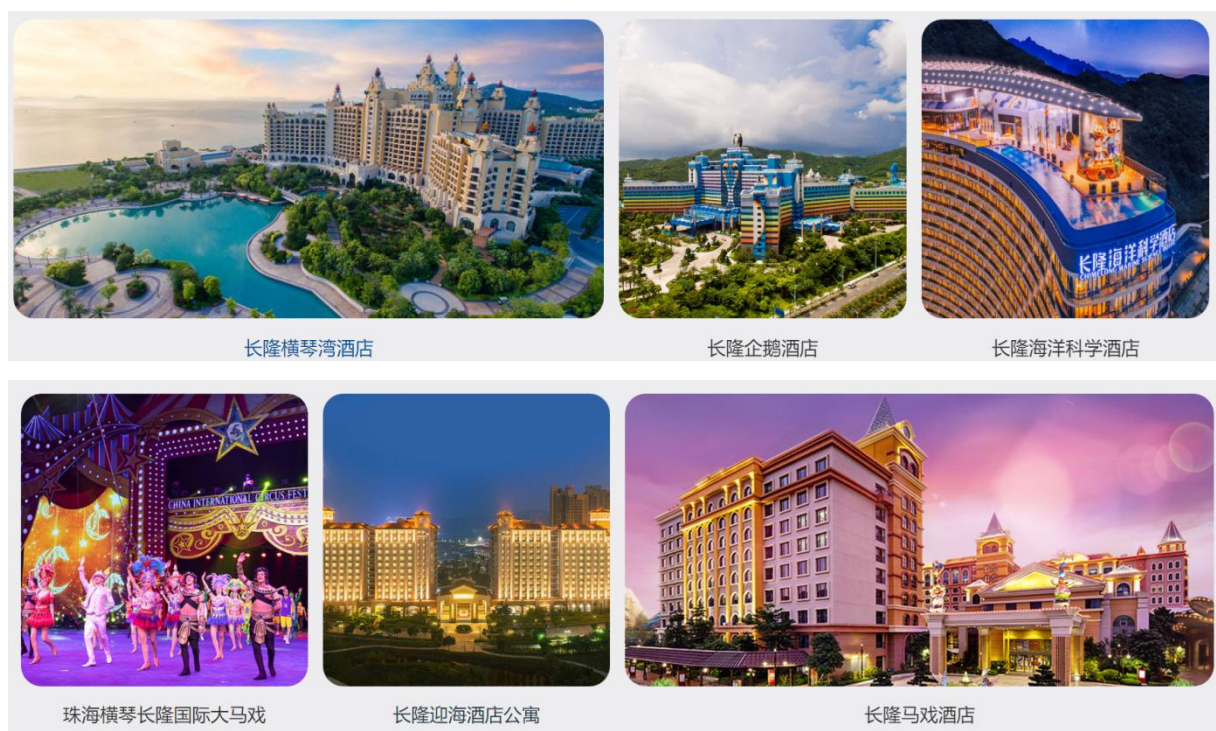 长隆海洋科学酒店
长隆横琴湾酒店
长隆企鹅酒店
长隆海洋科学酒店
CHINA INTERNATIONAL CIRCUS FEST
珠海横琴长隆国际大马戏
长隆迎海酒店公寓
长隆马戏酒店